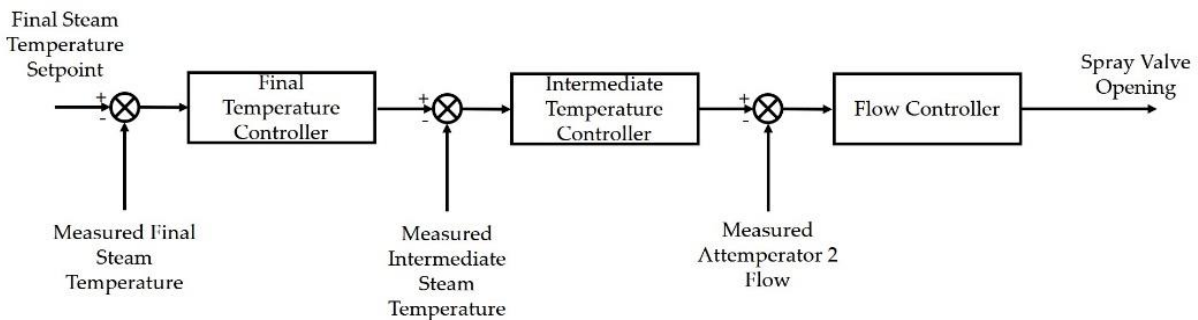 Final Steam
Temperature
Setpoint
+
-
Final
Temperature
Controller
+
-
Intermediate
Temperature
Controller
+
-
Flow Controller
Spray Valve
Opening
Measured Final
Steam
Temperature
Measured
Intermediate
Steam
Temperature
Measured
Attemperator 2
Flow